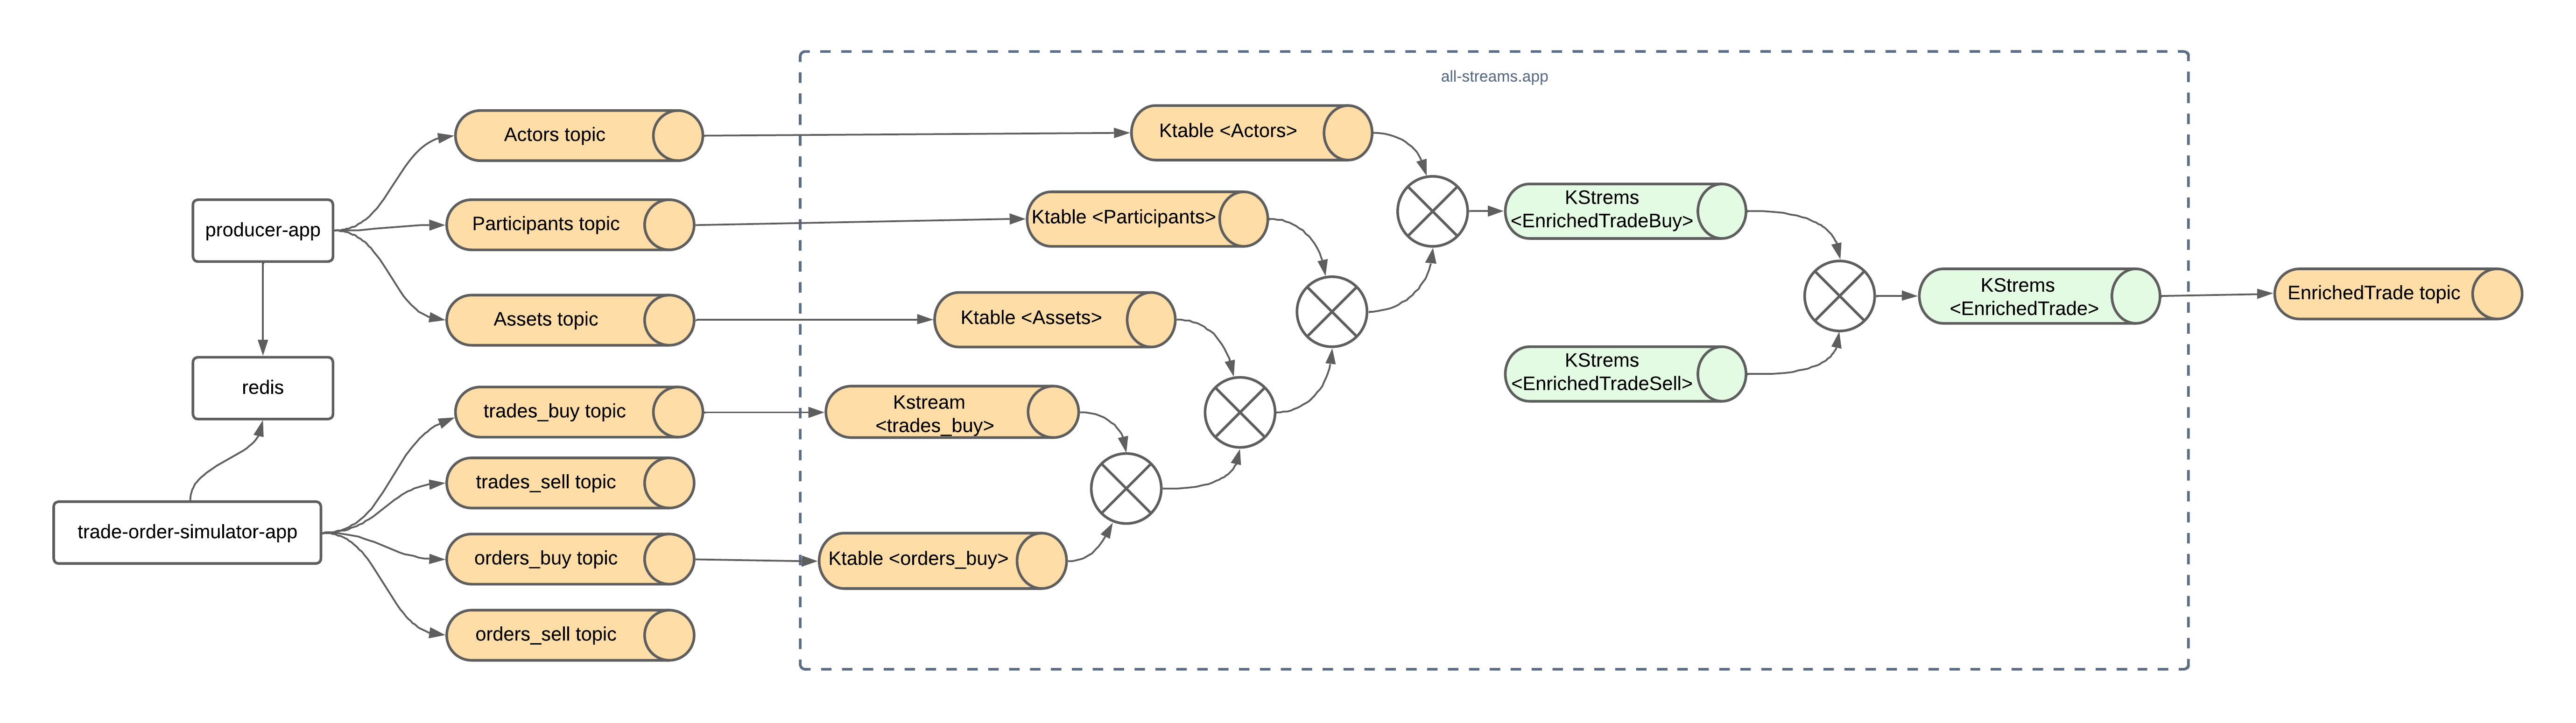 all-streams.app
Actors topic
Ktable <Actors>
producer-app
Participants topic
Ktable <Participants>
KStrems
<EnrichedTradeBuy>
Assets topic
Ktable <Assets>
KStrems
<EnrichedTrade>
EnrichedTrade topic
redis
trades_buy topic
Kstream
<trades_buy>
KStrems
<EnrichedTradeSell>
trades_sell topic
trade-order-simulator-app
orders_buy topic
Ktable <orders_buy>
orders_sell topic